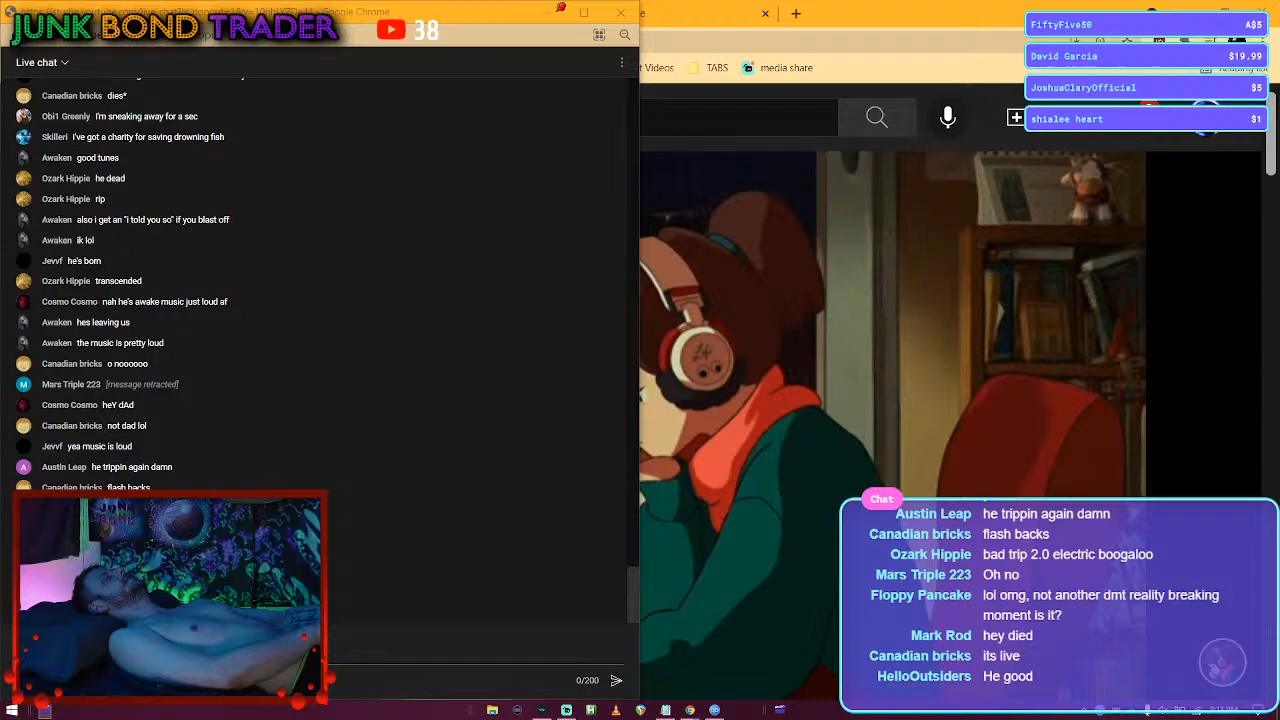 Google Chrome
JUNK BOND TRADER
38
Live chat
Canadian bricks dies*
Obi1 Greenly I'm sneaking away for a sec
Skilleri I've got a charity for saving drowning fish
Awaken good tunes
Ozark Hippie he dead
Ozark Hippie rip
Awaken also i get an "i told you so" if you blast off
Awaken ik lol
Jevvf he's born
Ozark Hippie transcended
Cosmo Cosmo nah he's awake music just loud af
Awaken hes leaving us
Awaken the music is pretty loud
Canadian bricks o noooooo
M Mars Triple 223 [message retracted]
Cosmo Cosmo heY dAd
Canadian bricks not dad lol
Jevvf yea music is loud
A Austin Leap he trippin again damn
Canadian bricks flash backs
0/200
t Videos TABS media share
FiftyFive50 A$5
David Garcia $19.99
JoshuaClaryOfficial $5
shialee heart $1
Chat
Austin Leap he trippin again damn
Canadian bricks flash backs
Ozark Hippie bad trip 2.0 electric boogaloo
Mars Triple 223 Oh no
Floppy Pancake lol omg, not another dmt reality breaking
moment is it?
Mark Rod hey died
Canadian bricks its live
HelloOutsiders He good